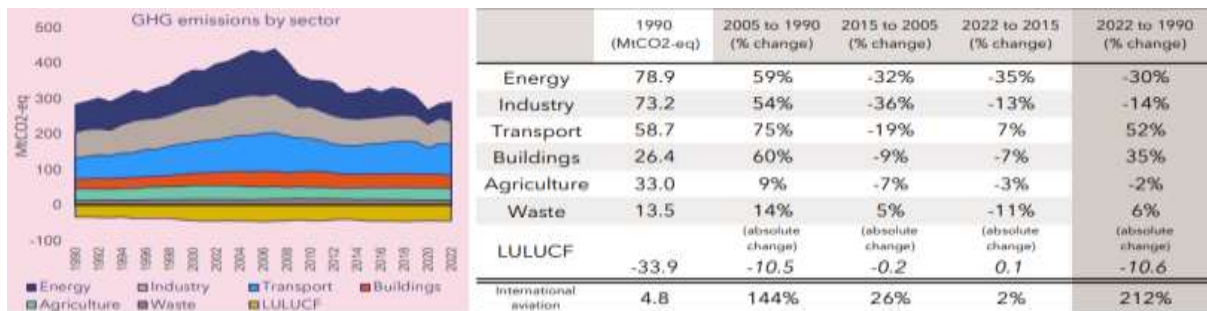 GHG emissions by sector
500
400
300
200
100
0
-100
MtCO2-eq
1990 1992 1994 1996 1998 2000 2002 2004 2006 2008 2010 2012 2014 2016 2018 2020 2022
Energy Industry Transport Buildings
Agriculture Waste LULUCF
1990 2005 to 1990 2015 to 2005 2022 to 2015 2022 to 1990
(MtCO2-eq) (% change) (% change) (% change) (% change)
Energy 78.9 59% -32% -35% -30%
Industry 73.2 54% -36% -13% -14%
Transport 58.7 75% -19% 7% 52%
Buildings 26.4 60% -9% -7% 35%
Agriculture 33.0 9% -7% -3% -2%
Waste 13.5 14% 5% -11% 6%
(absolute (absolute (absolute (absolute
LULUCF change) change) change) change)
-33.9 -10.5 -0.2 0.1 -10.6
International
aviation 4.8 144% 26% 2% 212%